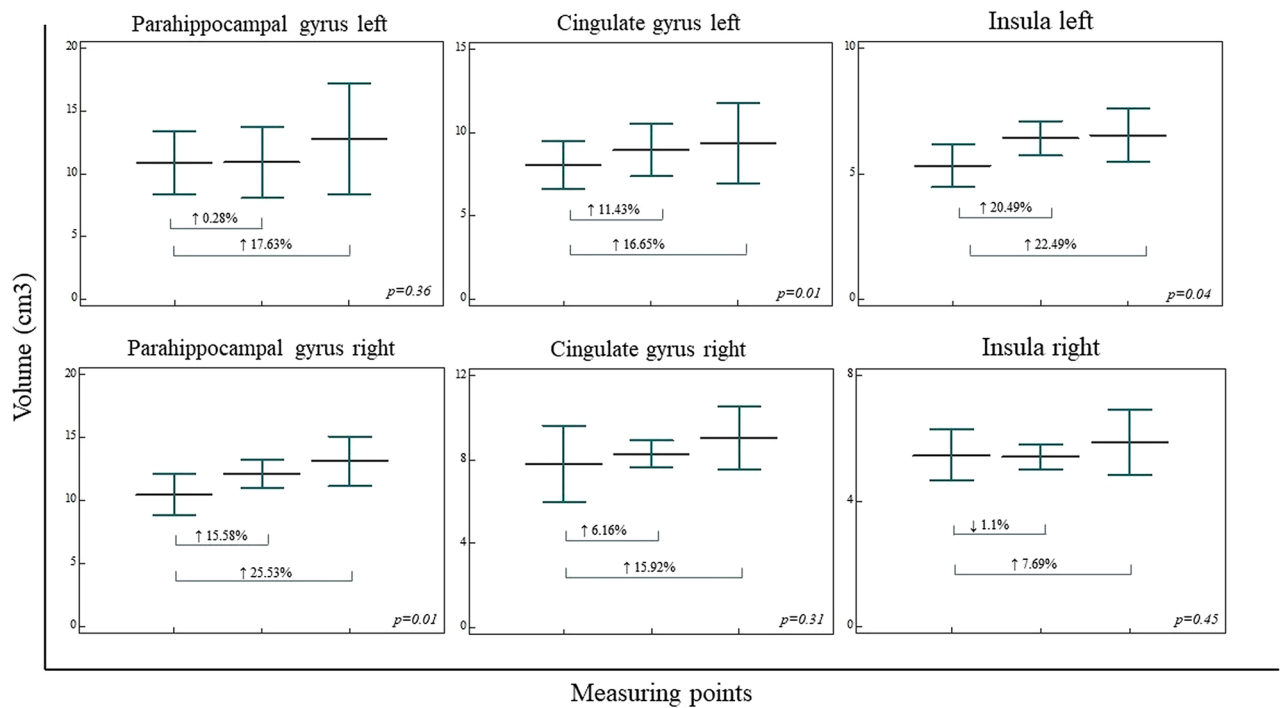 Parahippocampal gyrus left
20
15
10
5
0
↑ 0.28%
↑ 17.63%
p=0.36
Cingulate gyrus left
15
10
5
0
↑ 11.43%
↑ 16.65%
p=0.01
Insula left
10
5
0
↑ 20.49%
↑ 22.49%
p=0.04
Volume (cm3)
Parahippocampal gyrus right
20
15
10
5
0
↑ 15.58%
↑ 25.53%
p=0.01
Cingulate gyrus right
12
8
4
0
↑ 6.16%
↑ 15.92%
p=0.31
Insula right
8
4
0
↓ 1.1%
↑ 7.69%
p=0.45
Measuring points